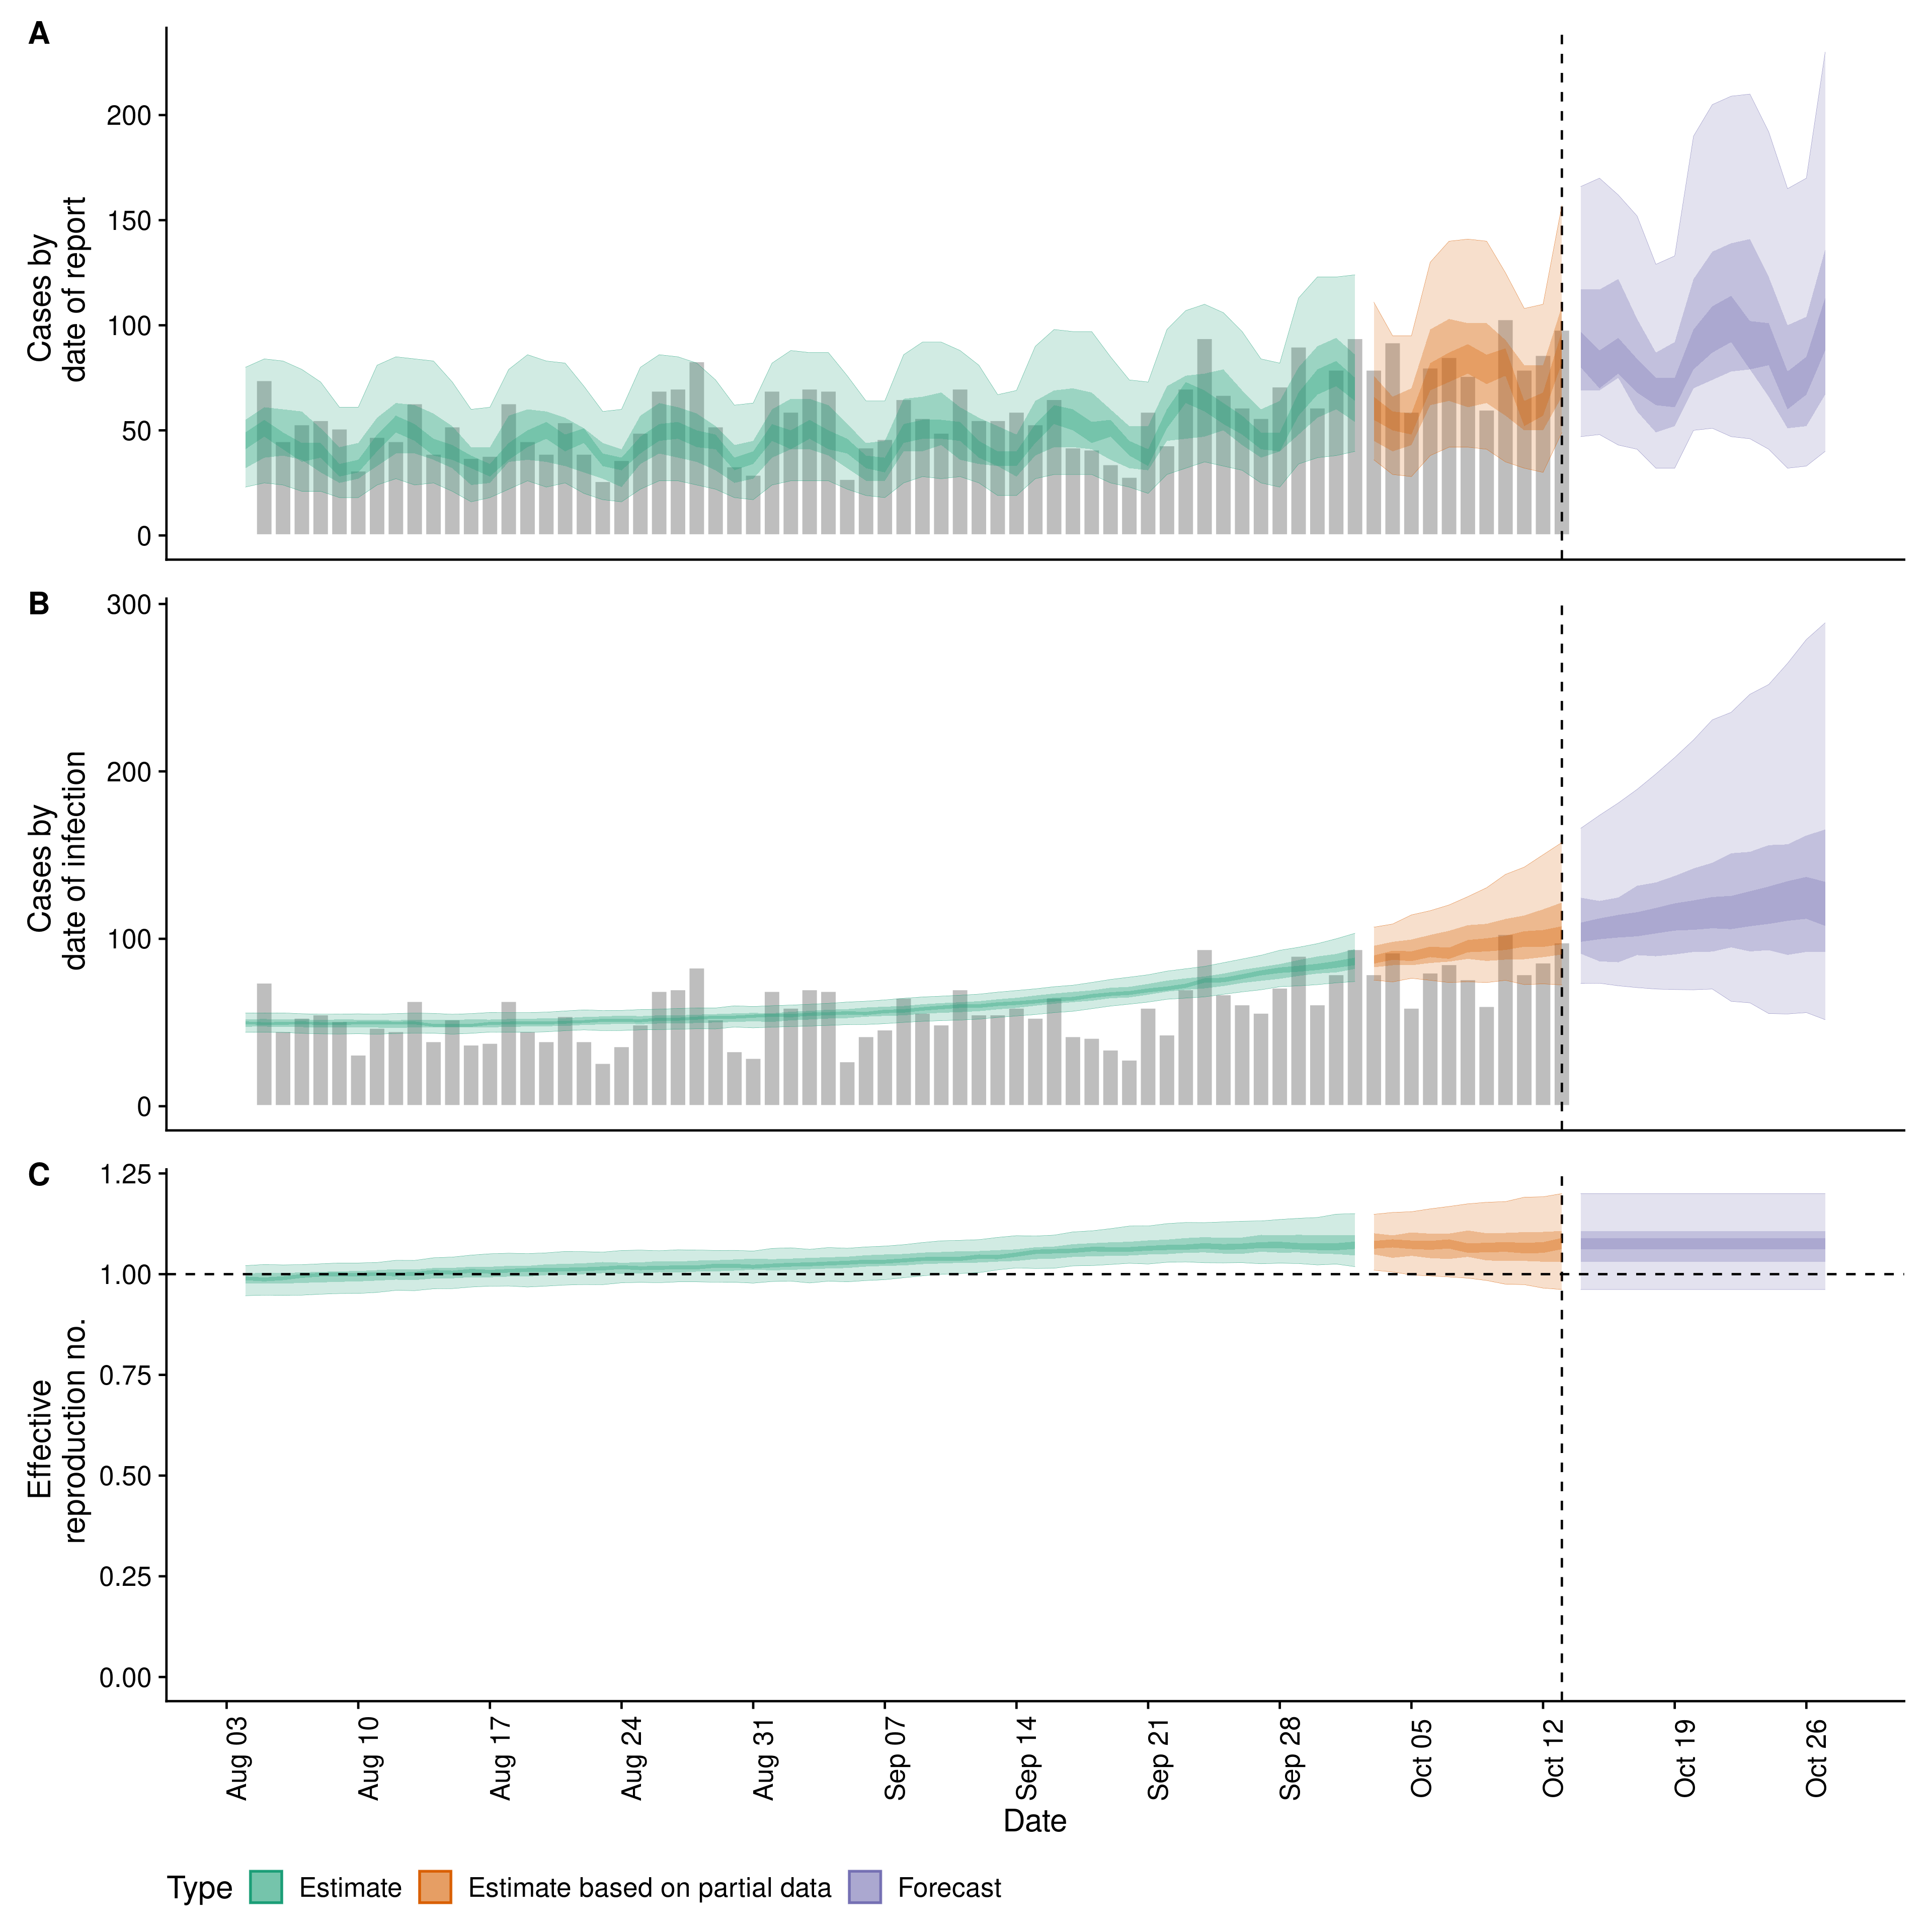 A
200
150
100
50
0
Cases by
date of report
B
300
200
100
0
Cases by
date of infection
C
1.25
1.00
0.75
0.50
0.25
0.00
Effective
reproduction no.
Aug 03
Aug 10
Aug 17
Aug 24
Aug 31
Sep 07
Sep 14
Sep 21
Sep 28
Oct 05
Oct 12
Oct 19
Oct 26
Date
Type Estimate Estimate based on partial data Forecast